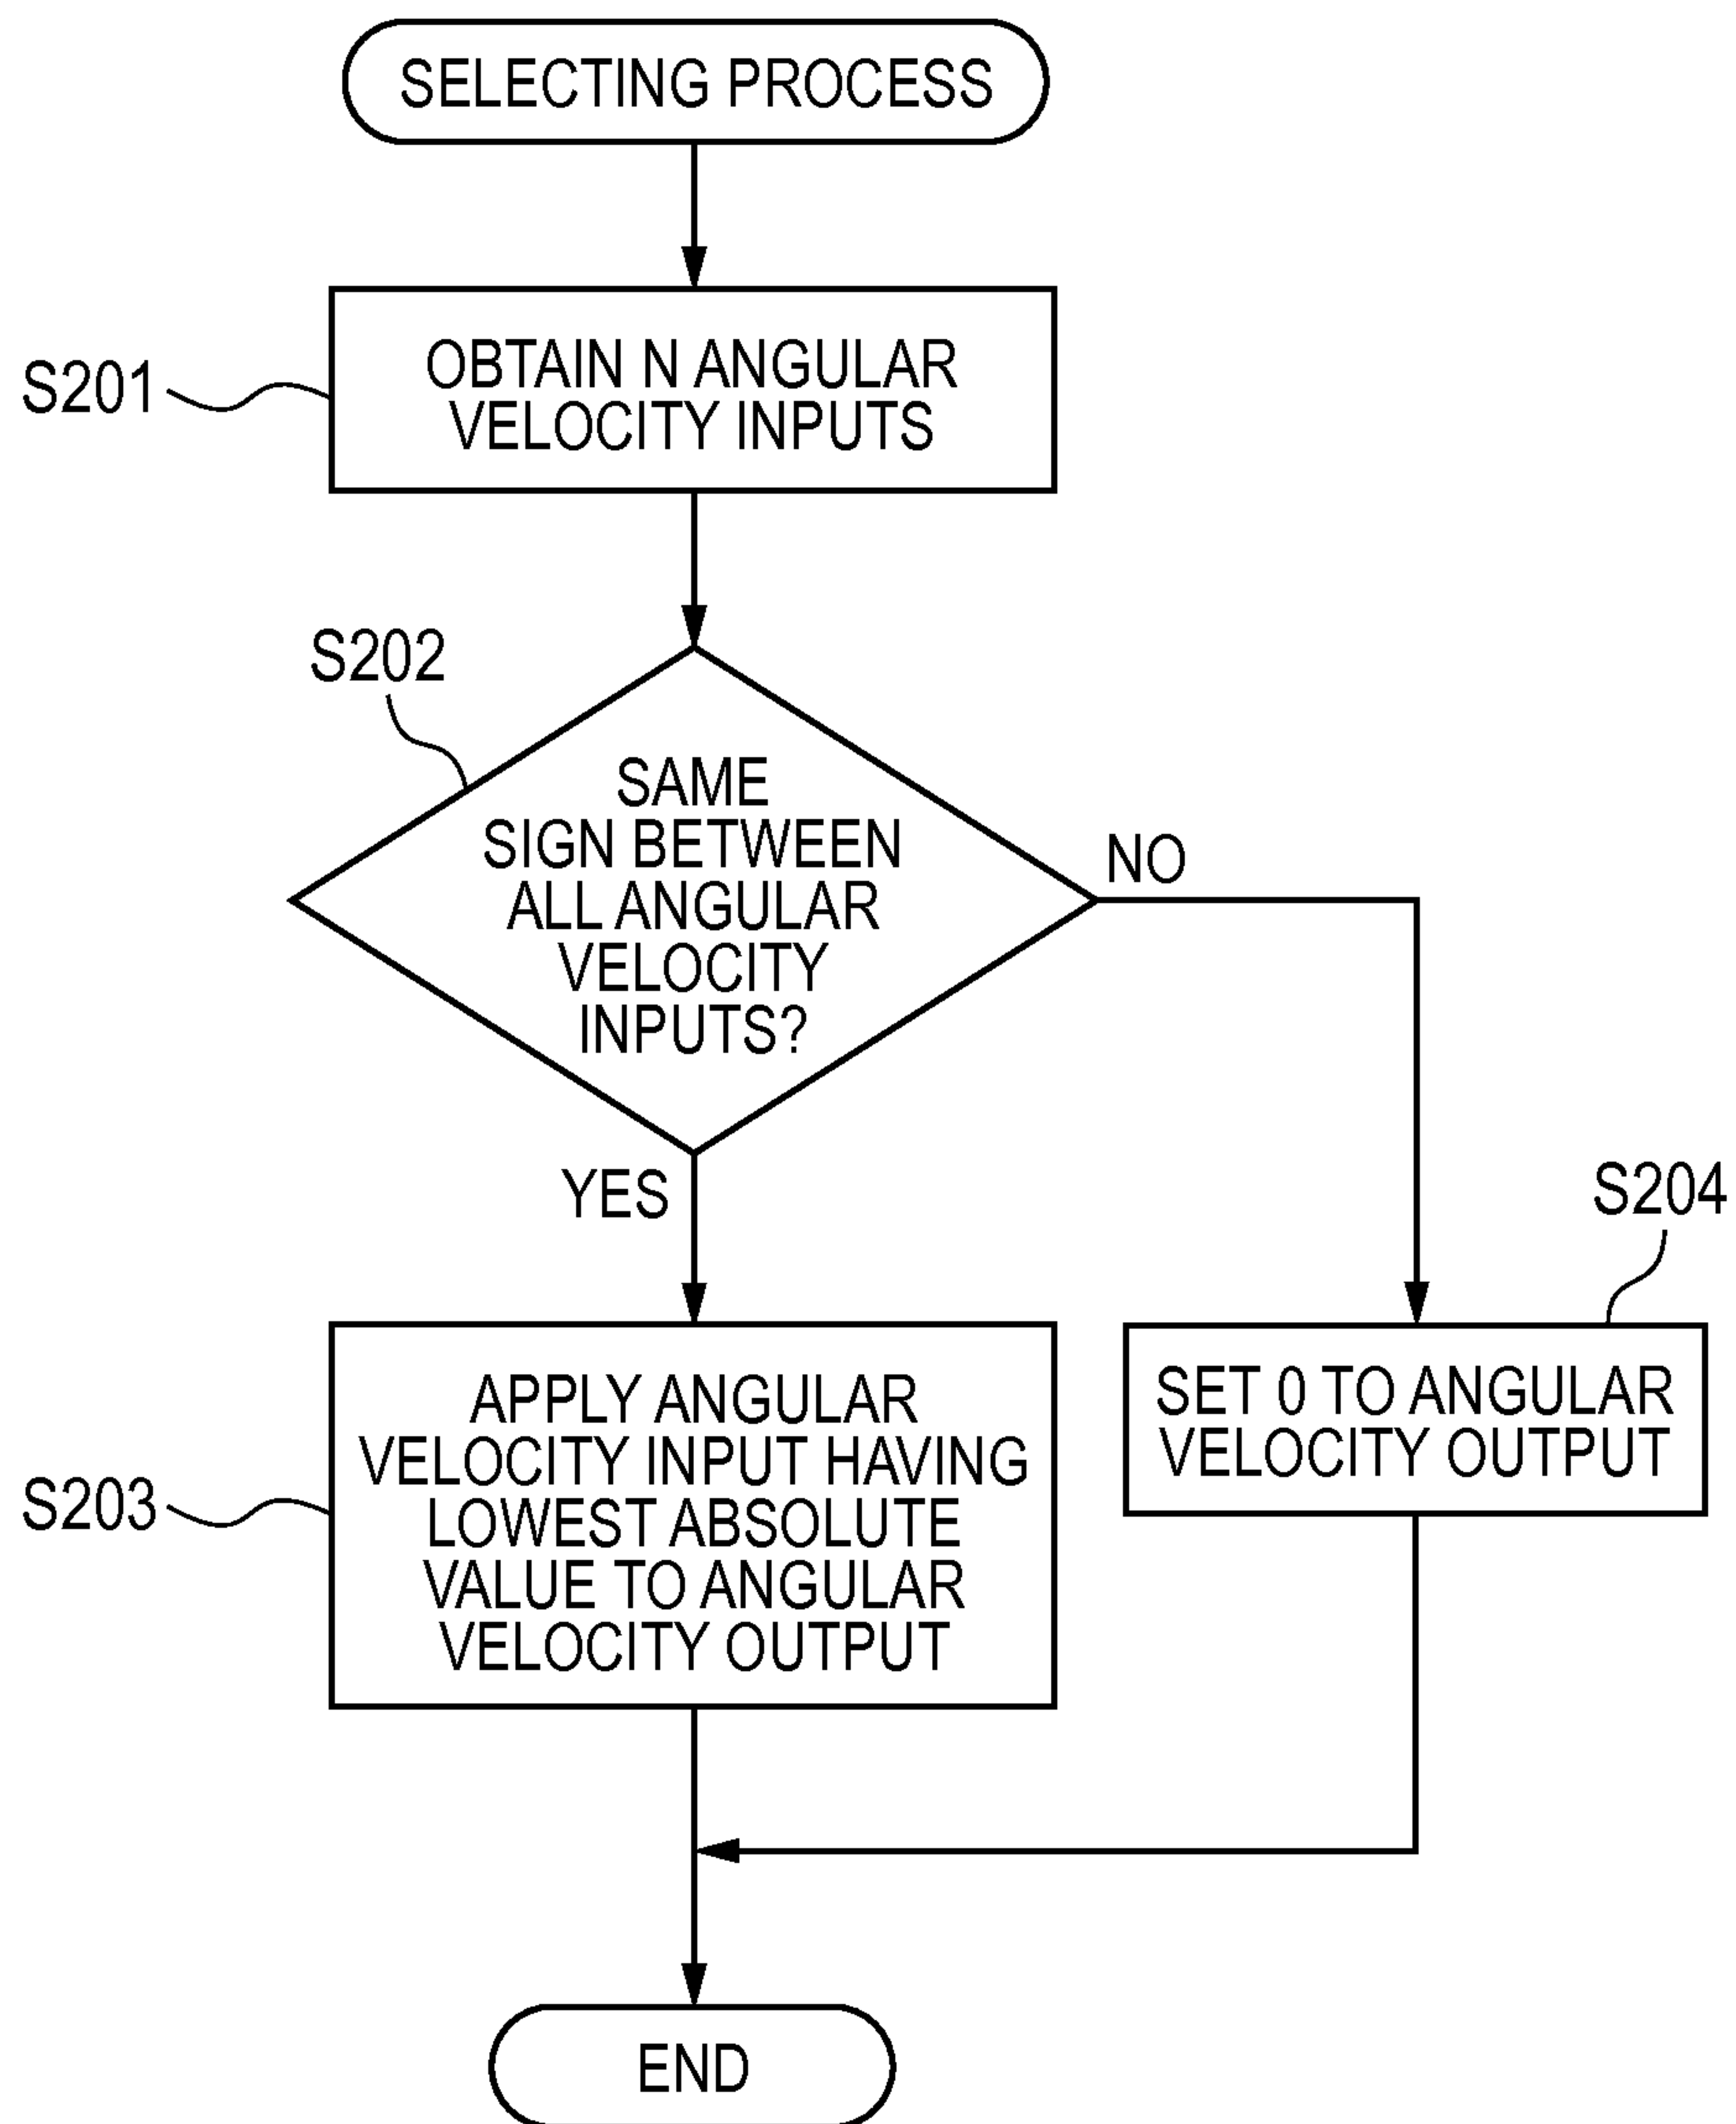 SELECTING PROCESS
S201
OBTAIN N ANGULAR
VELOCITY INPUTS
S202
SAME
SIGN BETWEEN
ALL ANGULAR
VELOCITY
INPUTS?
NO
YES
S204
SET 0 TO ANGULAR
VELOCITY OUTPUT
S203
APPLY ANGULAR
VELOCITY INPUT HAVING
LOWEST ABSOLUTE
VALUE TO ANGULAR
VELOCITY OUTPUT
END